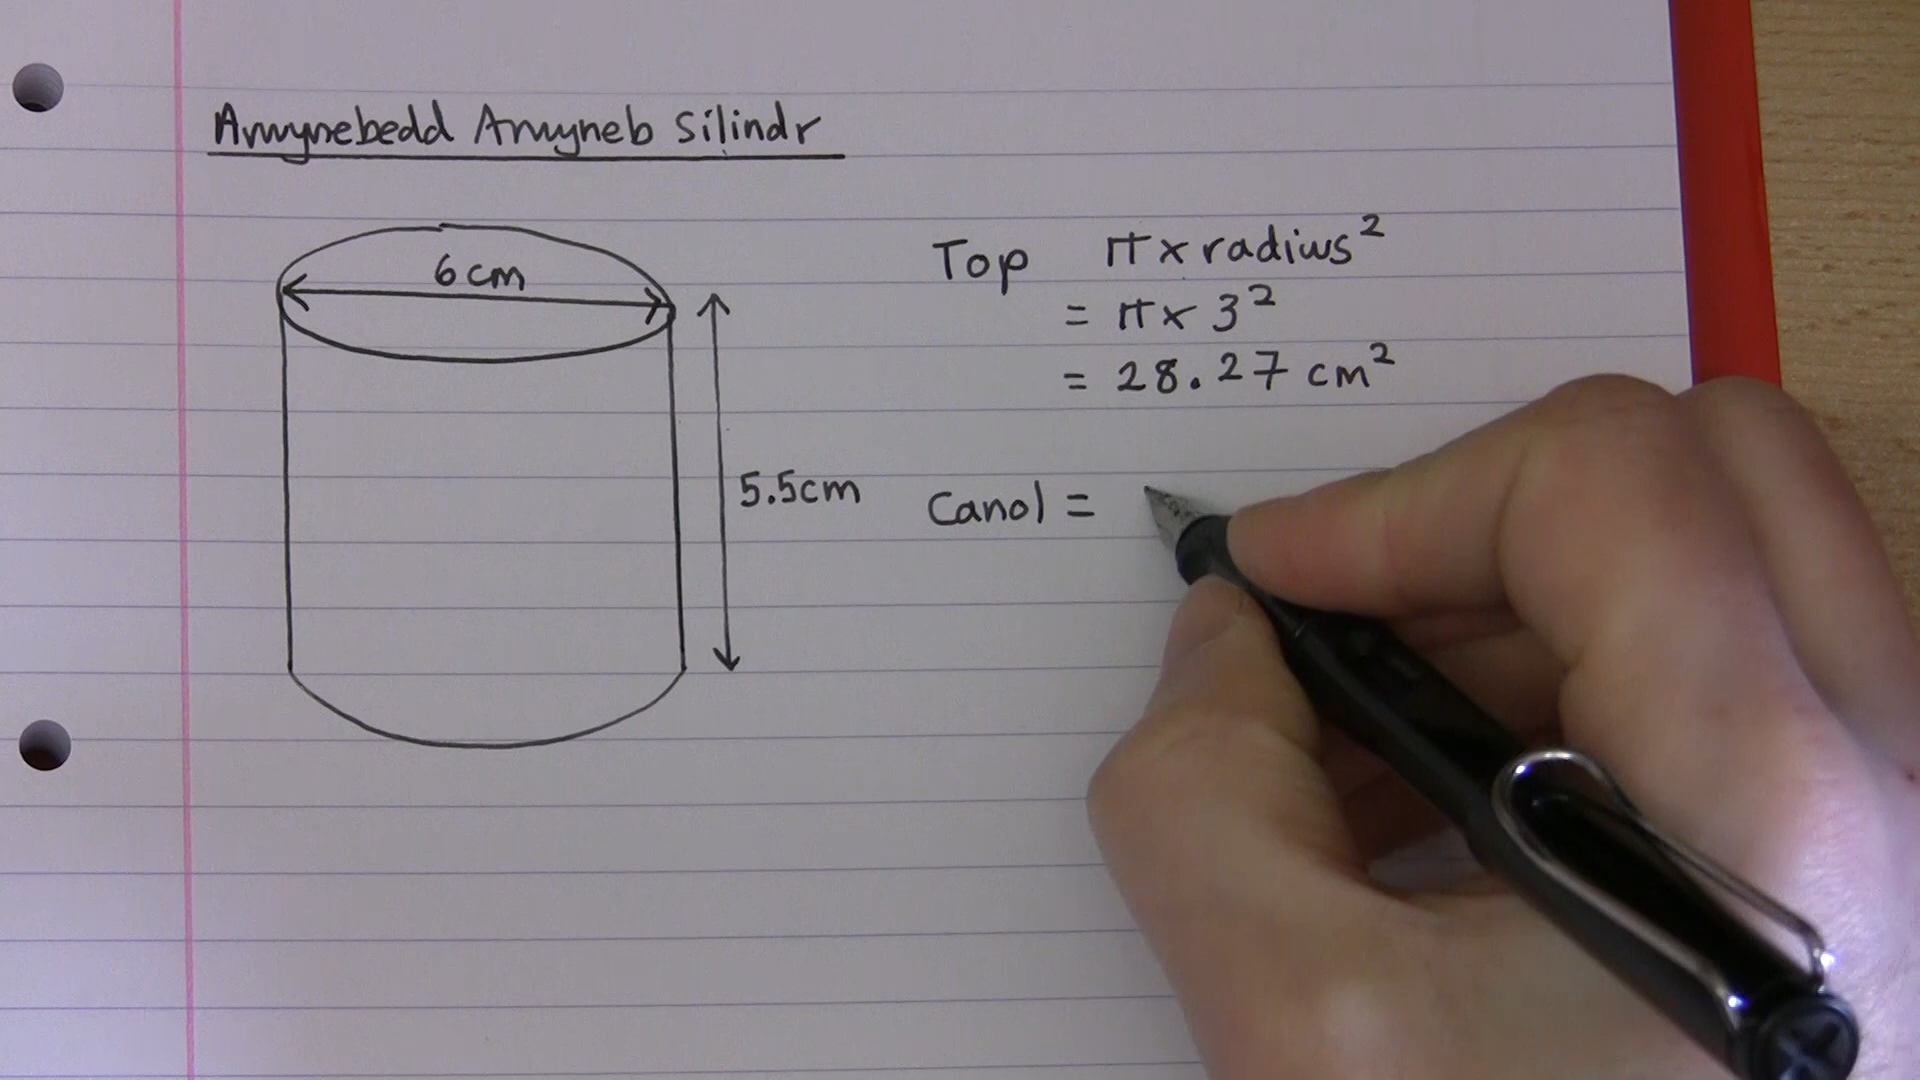 Arwynebedd Arwyneb Silindr
6cm
5.5cm
Top π x radiws²
= π x 3²
= 28.27 cm²
Canol =